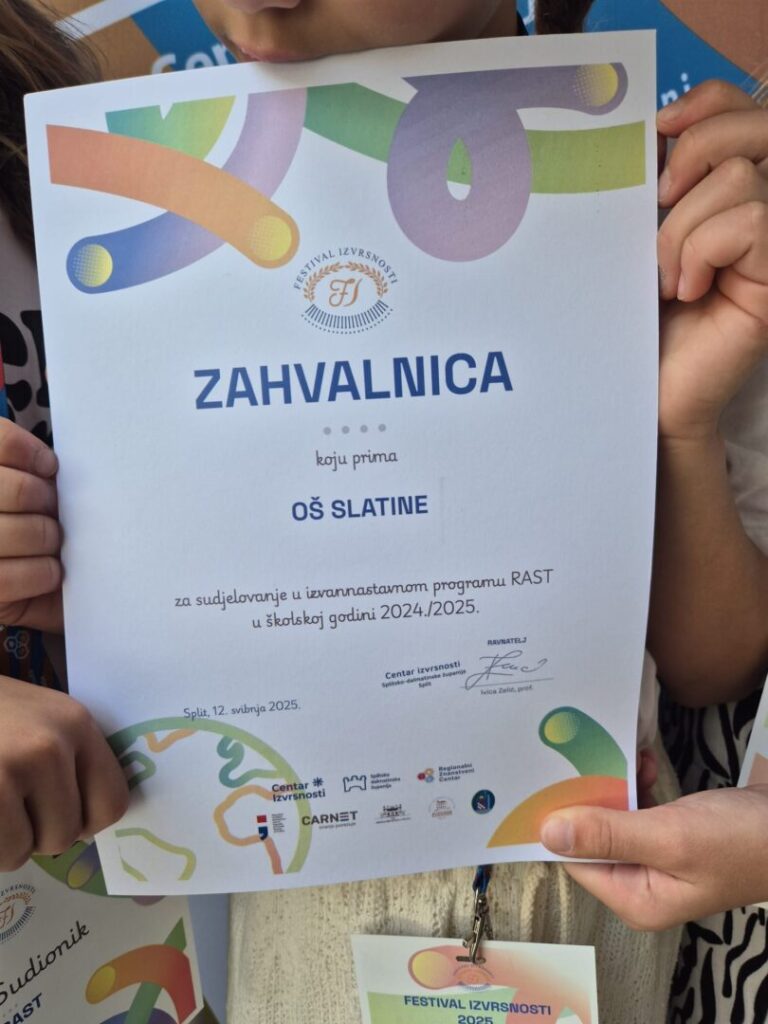 FESTIVAL IZVRSNOSTI
FI
ZAHVALNICA
koju prima
OŠ SLATINE
za sudjelovanje u izvannastavnom programu RAST
u školskoj godini 2024./2025.
RAVNATELJ
Centar izvrsnosti
Splitsko-dalmatinske županije
Split
Ivica Zelić, prof.
Split, 12. svibnja 2025.
Centar
Izvrsnosti
Splitsko
dalmatinska
županija
Regionalni
Znanstveni
Centar
CARNET
znanje povezuje
Sudionik
RAST
FESTIVAL IZVRSNOSTI
2025